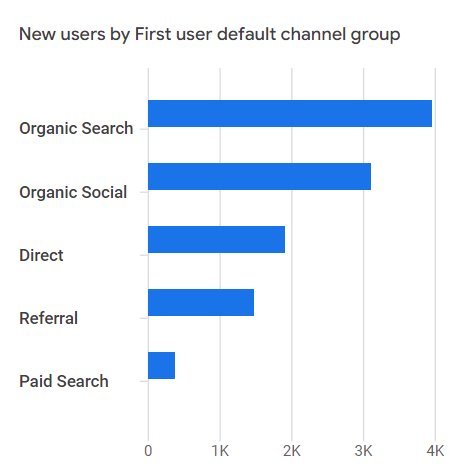 New users by First user default channel group
Organic Search
Organic Social
Direct
Referral
Paid Search
0 1K 2K 3K 4K